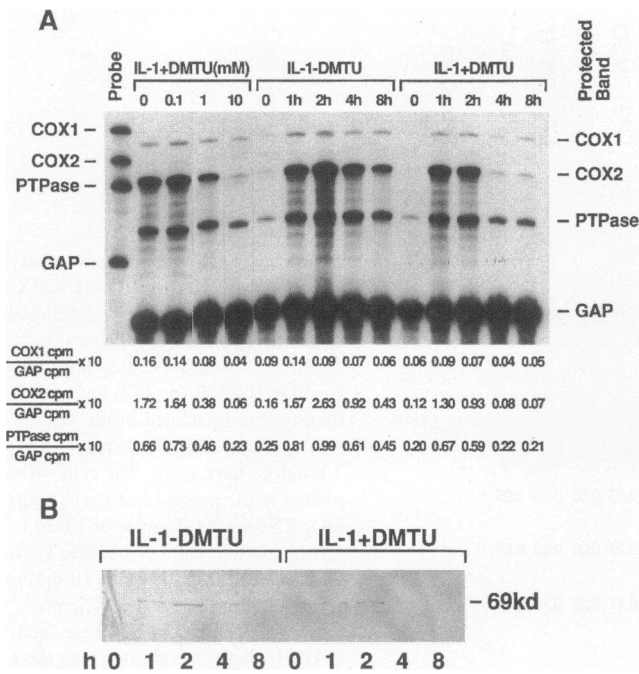 A
IL-1+DMTU(mM) IL-1-DMTU IL-1+DMTU
Probe
Protected Band
0 0.1 1 10 0 1h 2h 4h 8h 0 1h 2h 4h 8h
COX1 – – COX1
COX2 – – COX2
PTPase – – PTPase
GAP – – GAP
COX1 cpm
GAP cpm x 10 0.16 0.14 0.08 0.04 0.09 0.14 0.09 0.07 0.06 0.06 0.09 0.07 0.04 0.05
COX2 cpm
GAP cpm x 10 1.72 1.64 0.38 0.06 0.16 1.67 2.63 0.92 0.43 0.12 1.30 0.93 0.08 0.07
PTPase cpm
GAP cpm x 10 0.66 0.73 0.46 0.23 0.25 0.81 0.99 0.61 0.45 0.20 0.67 0.59 0.22 0.21
B
IL-1-DMTU IL-1+DMTU
–69kd
h 0 1 2 4 8 0 1 2 4 8